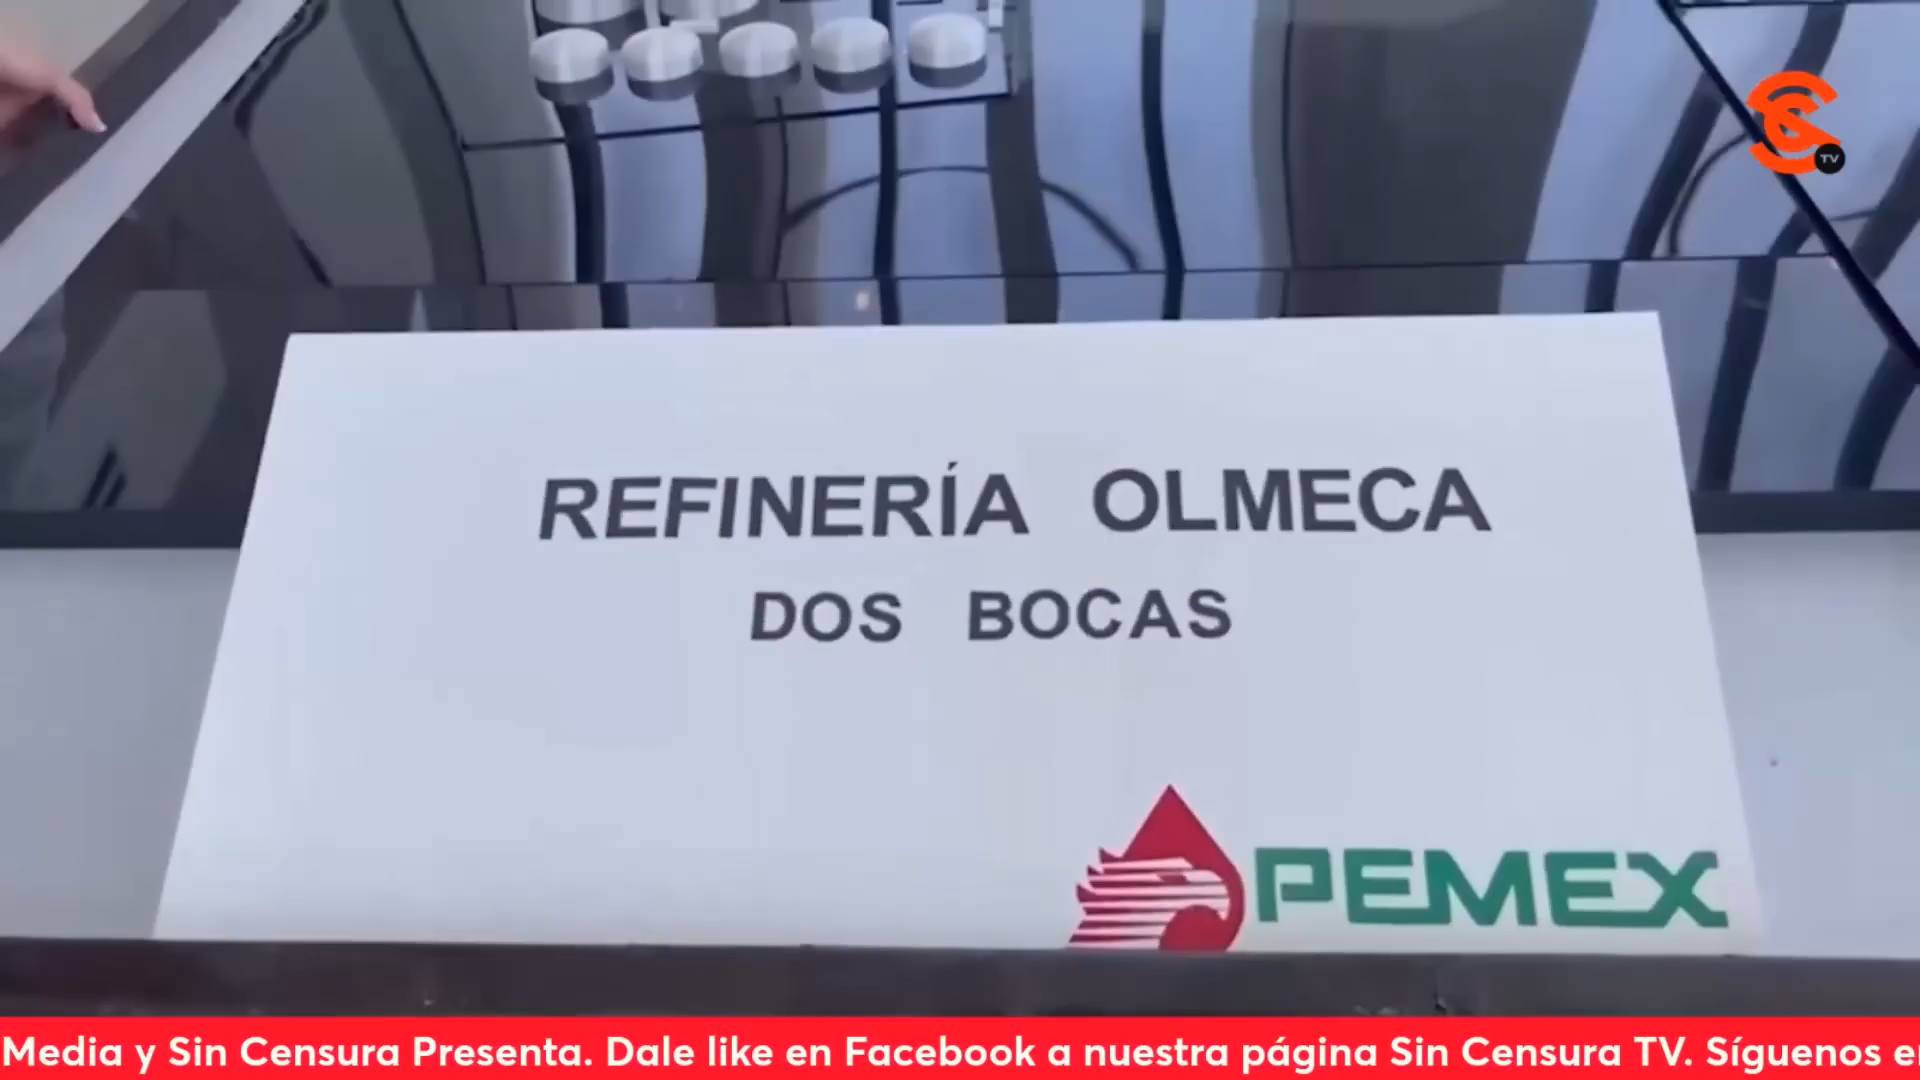 TV
REFINERÍA OLMECA
DOS BOCAS
PEMEX
Media y Sin Censura Presenta. Dale like en Facebook a nuestra página Sin Censura TV. Síguenos